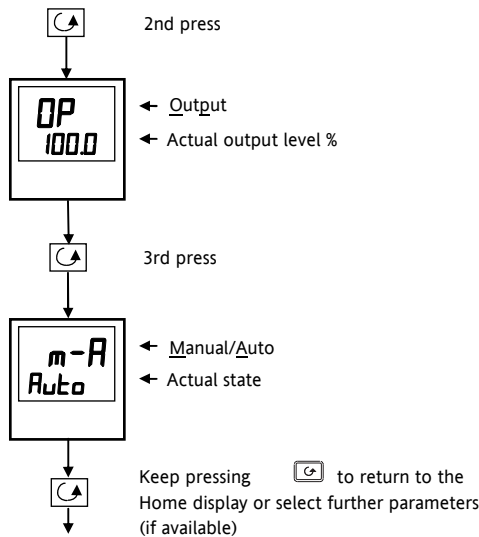 2nd press
OP
Output
100.0
Actual output level %
3rd press
m-A
Manual/Auto
Auto
Actual state
Keep pressing to return to the
Home display or select further parameters
(if available)